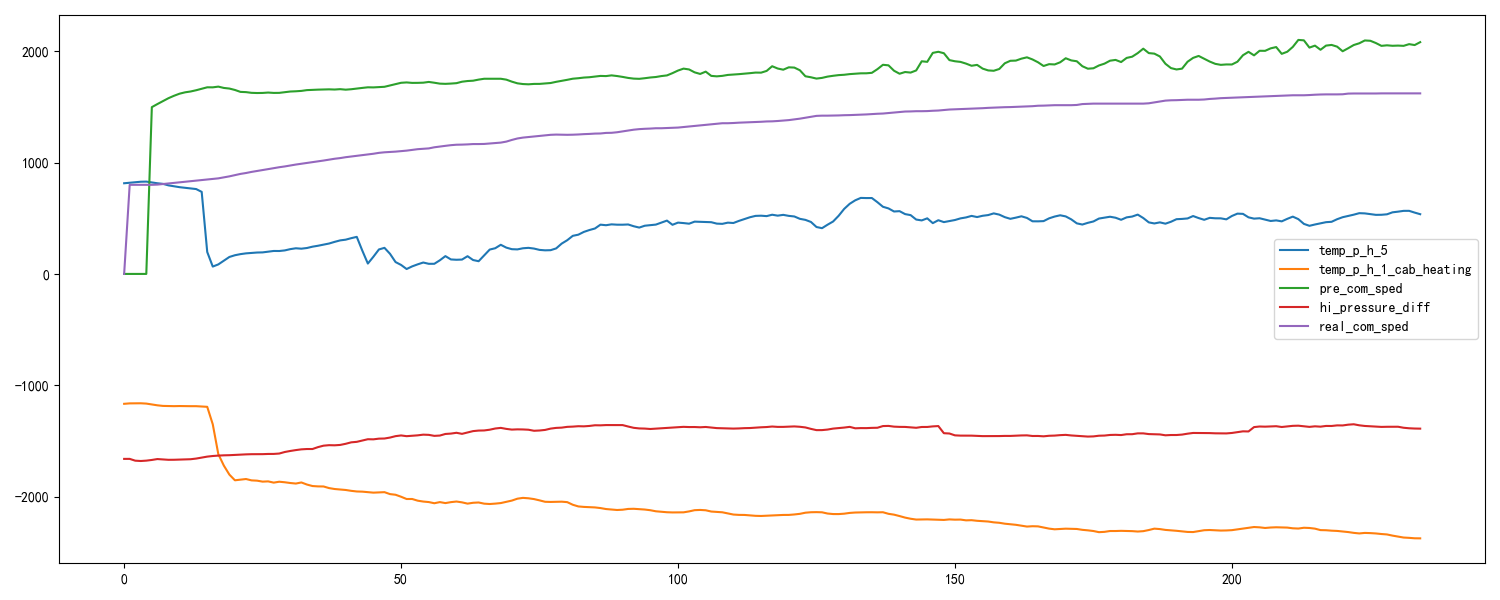 2000
1000
0
−1000
−2000
0
50
100
150
200
temp_p_h_5
temp_p_h_1_cab_heating
pre_com_sped
hi_pressure_diff
real_com_sped